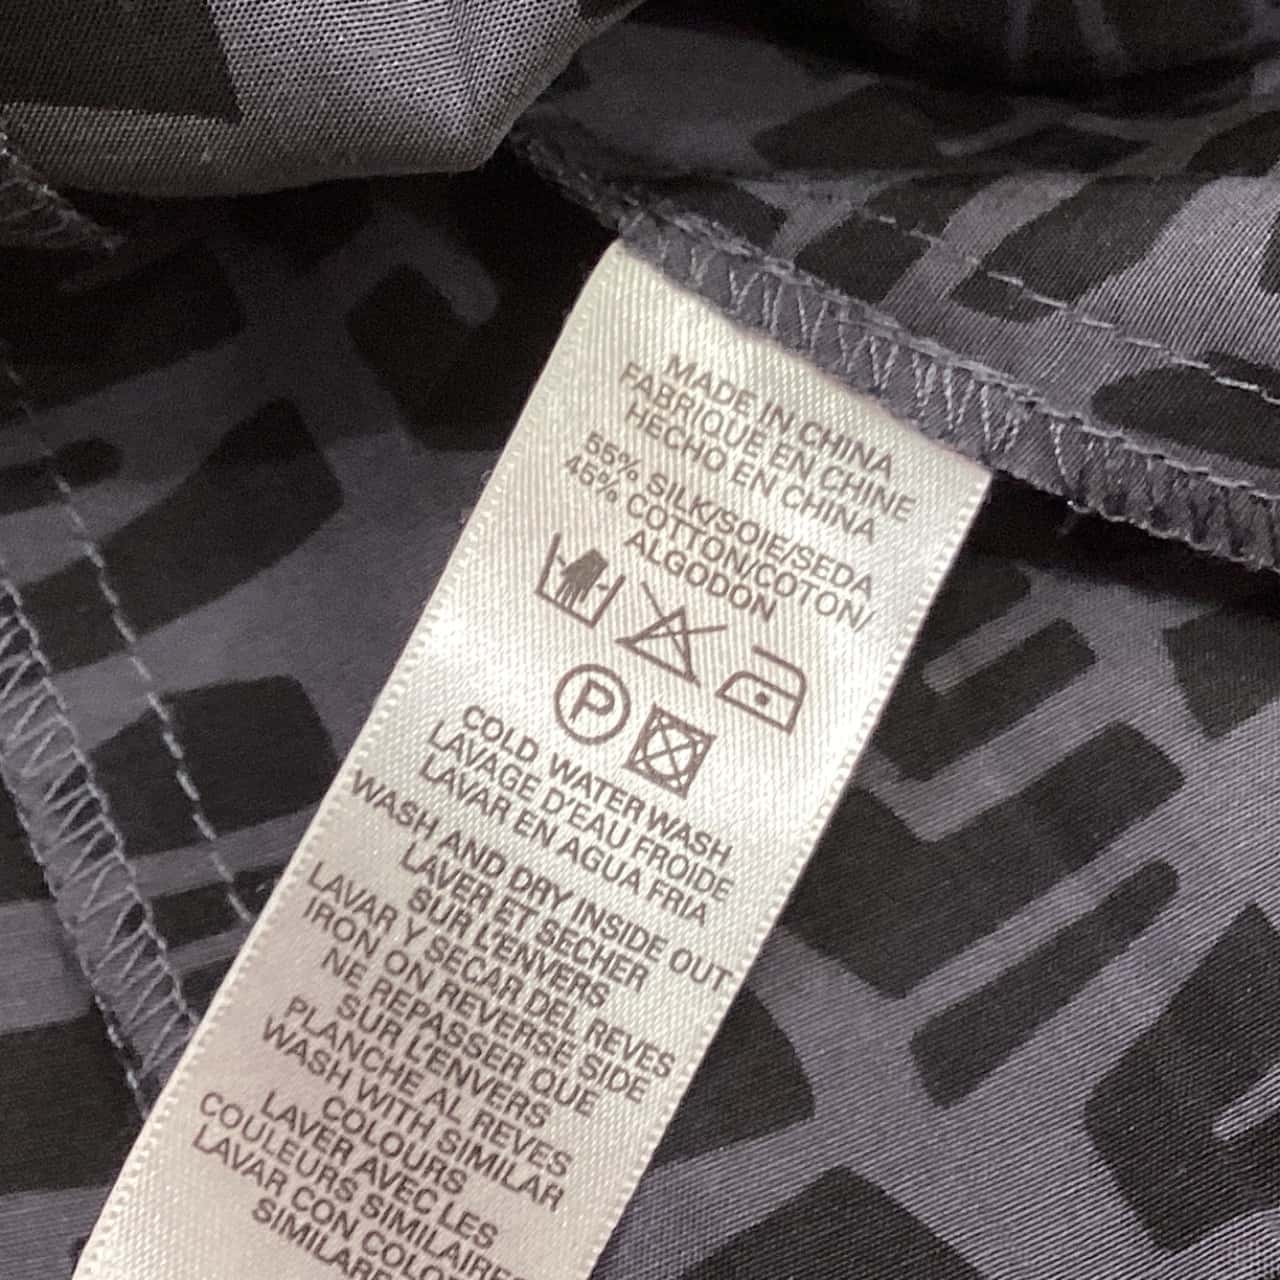 MADE IN CHINA
FABRIQUE EN CHINE
HECHO EN CHINA
55% SILK/SOIE/SEDA
45% COTTON/COTON/
ALGODON
P
COLD WATER WASH
LAVAGE D'EAU FROIDE
LAVAR EN AGUA FRIA
WASH AND DRY INSIDE OUT
LAVER ET SECHER
SUR L'ENVERS
LAVAR Y SECAR DEL REVES
IRON ON REVERSE SIDE
NE REPASSER QUE
SUR L'ENVERS
PLANCHE AL REVES
WASH WITH SIMILAR
COLOURS
LAVER AVEC LES
COULEURS SIMILAIRES
LAVAR CON